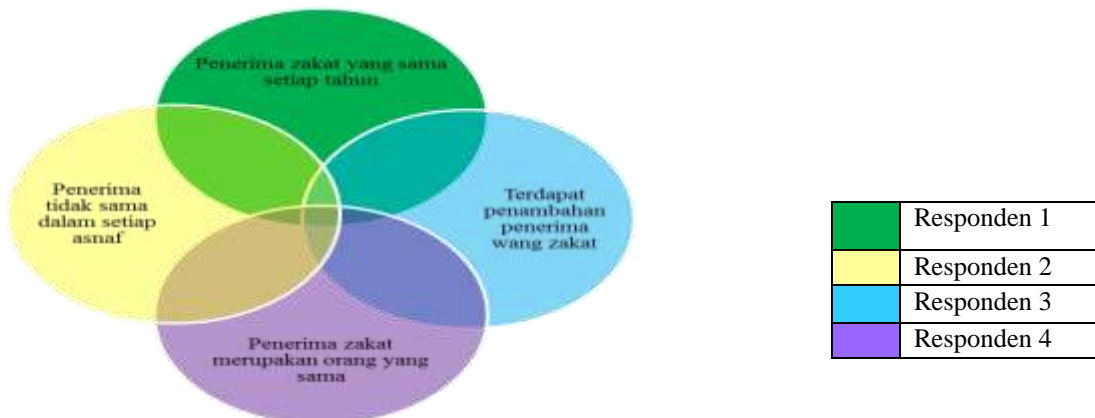 Penerima zakat yang sama
setiap tahun
Penerima
tidak sama
dalam setiap
asnaf
Terdapat
penambahan
penerima
wang zakat
Penerima zakat
merupakan orang yang
sama
Responden 1
Responden 2
Responden 3
Responden 4